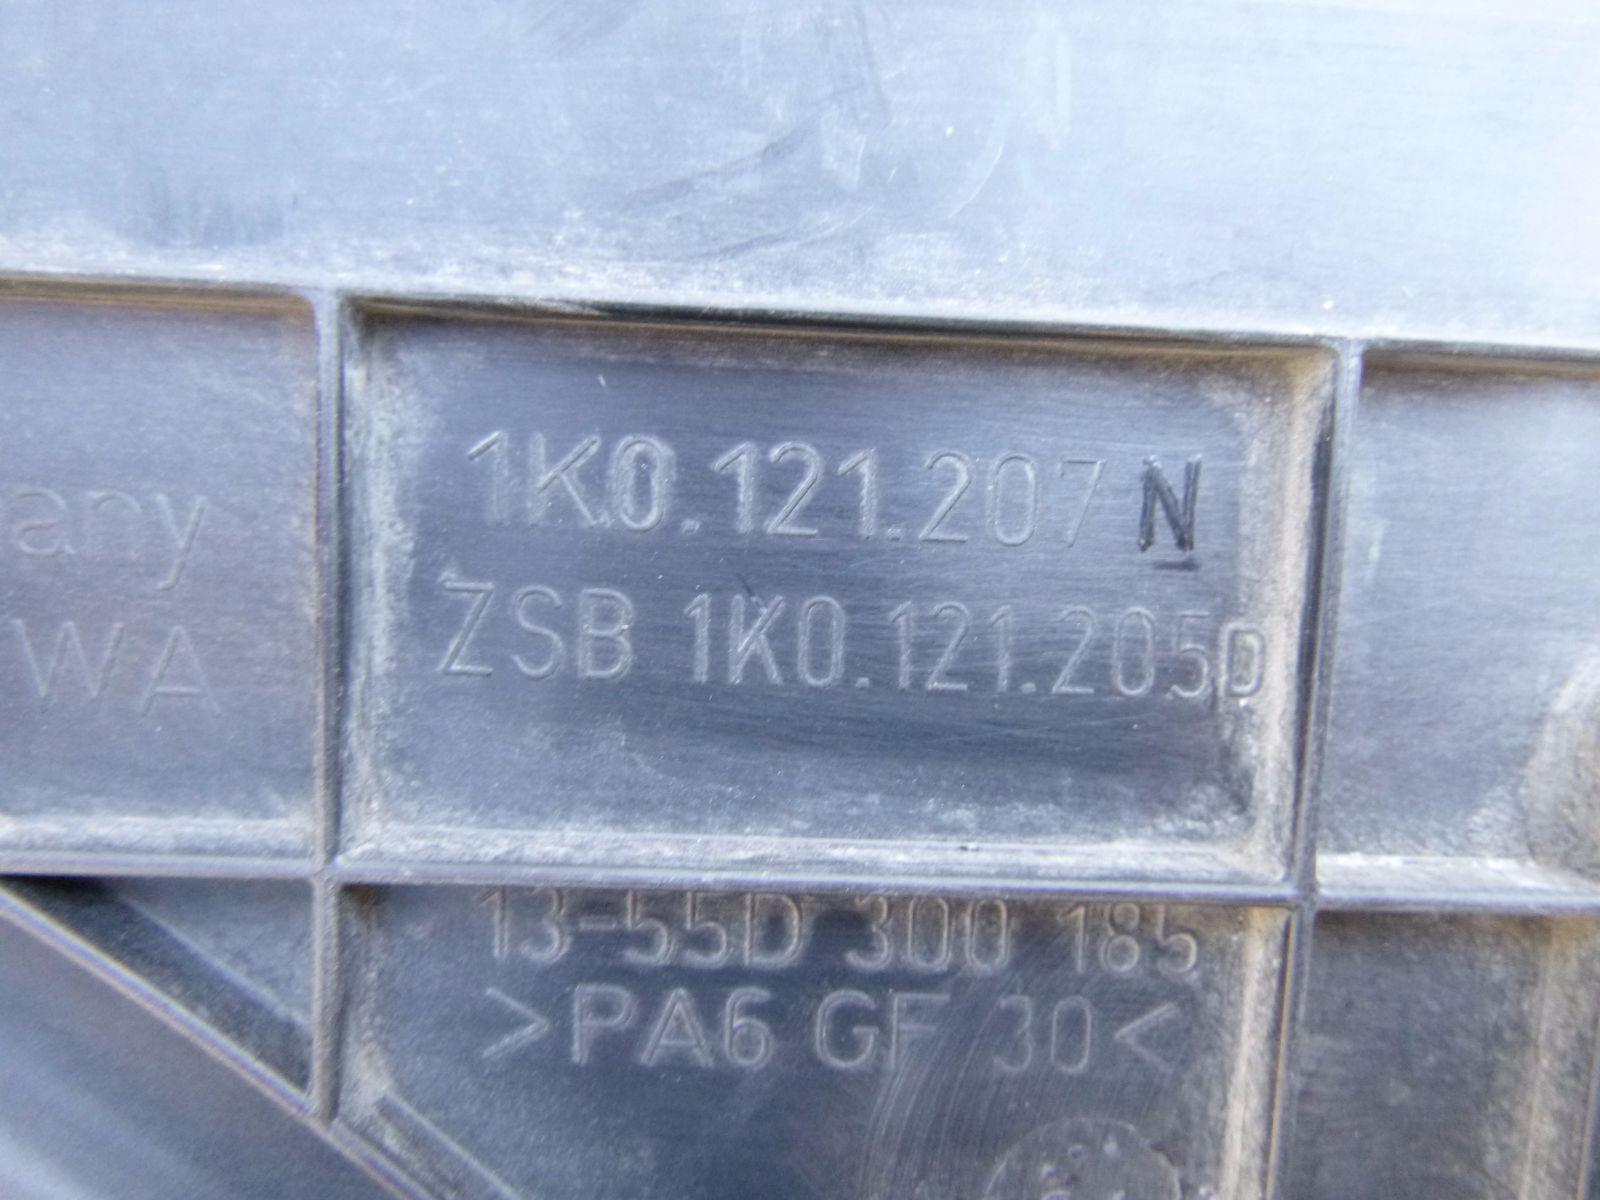 any
WA
1K0.121.207 N
ZSB 1K0.121.205D
13-55D 300 185
>PA6 GF 30<